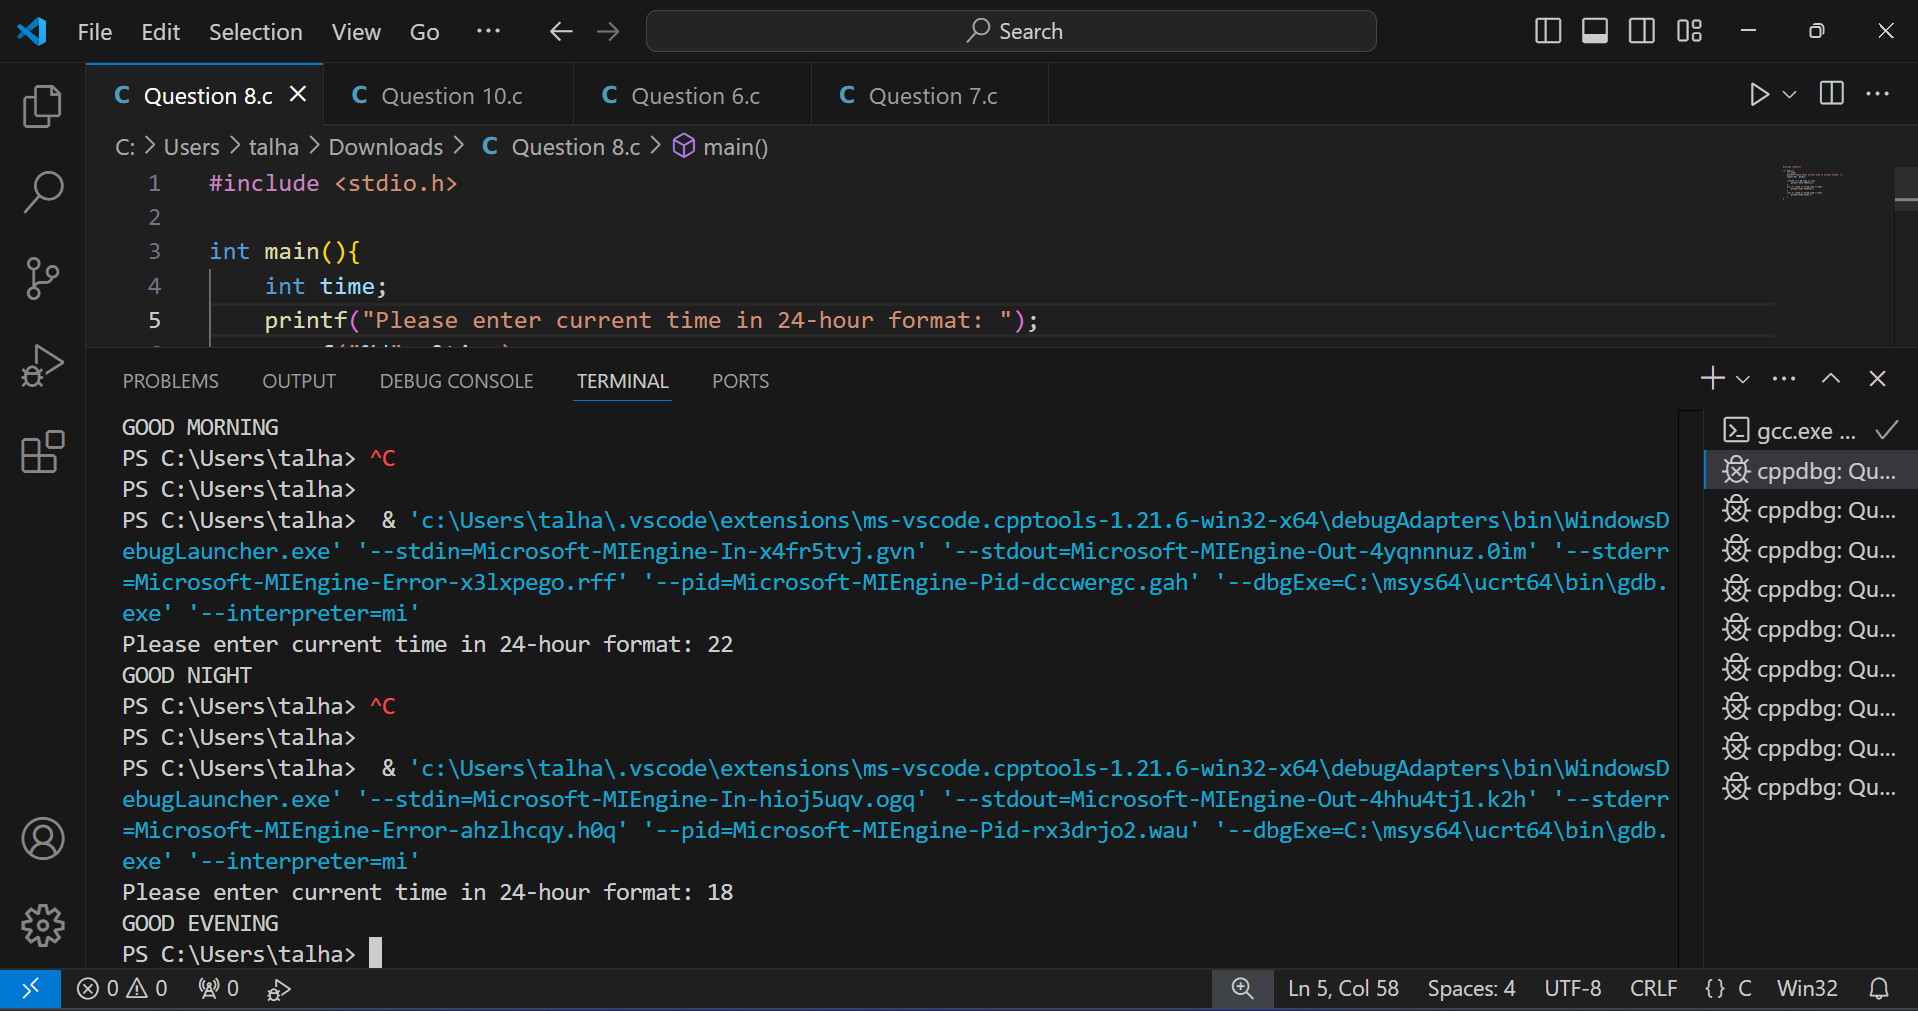 File Edit Selection View Go ··· Search
Question 8.c Question 10.c Question 6.c Question 7.c
C: > Users > talha > Downloads > C Question 8.c > main()
1 #include <stdio.h>
2
3 int main(){
4 int time;
5 printf("Please enter current time in 24-hour format: ");
PROBLEMS OUTPUT DEBUG CONSOLE TERMINAL PORTS
GOOD MORNING
PS C:\Users\talha> ^C
PS C:\Users\talha>
PS C:\Users\talha>  & 'c:\Users\talha\.vscode\extensions\ms-vscode.cpptools-1.21.6-win32-x64\debugAdapters\bin\WindowsD
ebugLauncher.exe' '--stdin=Microsoft-MIEngine-In-x4fr5tvj.gvn' '--stdout=Microsoft-MIEngine-Out-4yqnnnuz.0im' '--stderr
=Microsoft-MIEngine-Error-x3lxpego.rff' '--pid=Microsoft-MIEngine-Pid-dccwergc.gah' '--dbgExe=C:\msys64\ucrt64\bin\gdb.
exe' '--interpreter=mi'
Please enter current time in 24-hour format: 22
GOOD NIGHT
PS C:\Users\talha> ^C
PS C:\Users\talha>
PS C:\Users\talha>  & 'c:\Users\talha\.vscode\extensions\ms-vscode.cpptools-1.21.6-win32-x64\debugAdapters\bin\WindowsD
ebugLauncher.exe' '--stdin=Microsoft-MIEngine-In-hioj5uqv.ogq' '--stdout=Microsoft-MIEngine-Out-4hhu4tj1.k2h' '--stderr
=Microsoft-MIEngine-Error-ahzlhcqy.h0q' '--pid=Microsoft-MIEngine-Pid-rx3drjo2.wau' '--dbgExe=C:\msys64\ucrt64\bin\gdb.
exe' '--interpreter=mi'
Please enter current time in 24-hour format: 18
GOOD EVENING
PS C:\Users\talha>
gcc.exe ...
cppdbg: Qu...
cppdbg: Qu...
cppdbg: Qu...
cppdbg: Qu...
cppdbg: Qu...
cppdbg: Qu...
cppdbg: Qu...
cppdbg: Qu...
cppdbg: Qu...
0 0 0 Ln 5, Col 58 Spaces: 4 UTF-8 CRLF {} C Win32